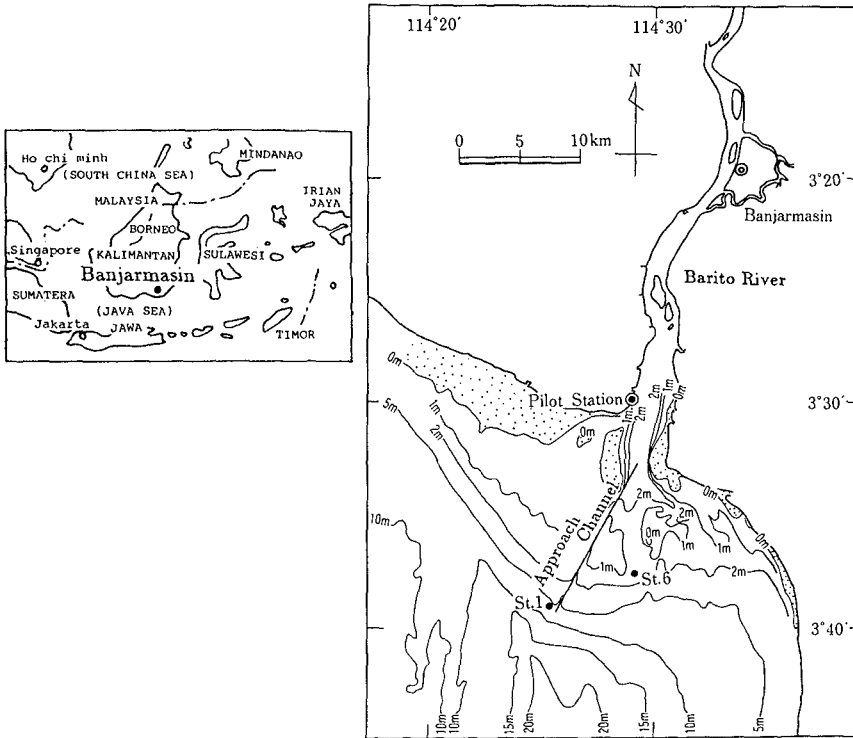 Ho chi minh
(SOUTH CHINA SEA)
MINDANAO
MALAYSIA
IRIAN
JAYA
BORNEO
Singapore
KALIMANTAN
SULAWESI
Banjarmasin
SUMATERA
(JAVA SEA)
Jakarta
JAWA
TIMOR
114°20'
114°30'
N
0 5 10km
3°20'
Banjarmasin
Barito River
0m
1m
2m
5m
Pilot Station
3°30'
1m
2m
2m
1m
0m
0m
Approach Channel
2m
0m
2m
0m
1m
1m
1m
2m
0m
10m
St.6
St.1
3°40'
10m
10m
15m
20m
20m
15m
10m
5m